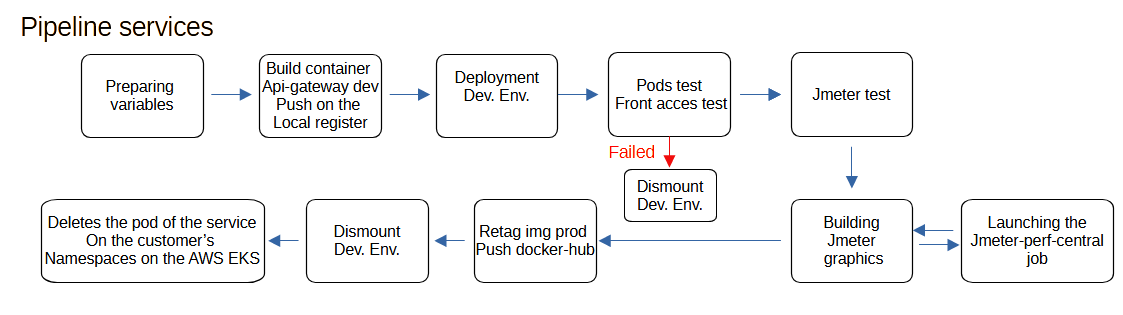 Pipeline services
Preparing
variables
Build container
Api-gateway dev
Push on the
Local register
Deployment
Dev. Env.
Pods test
Front acces test
Jmeter test
Failed
Dismount
Dev. Env.
Deletes the pod of the service
On the customer’s
Namespaces on the AWS EKS
Dismount
Dev. Env.
Retag img prod
Push docker-hub
Building
Jmeter
graphics
Launching the
Jmeter-perf-central
job